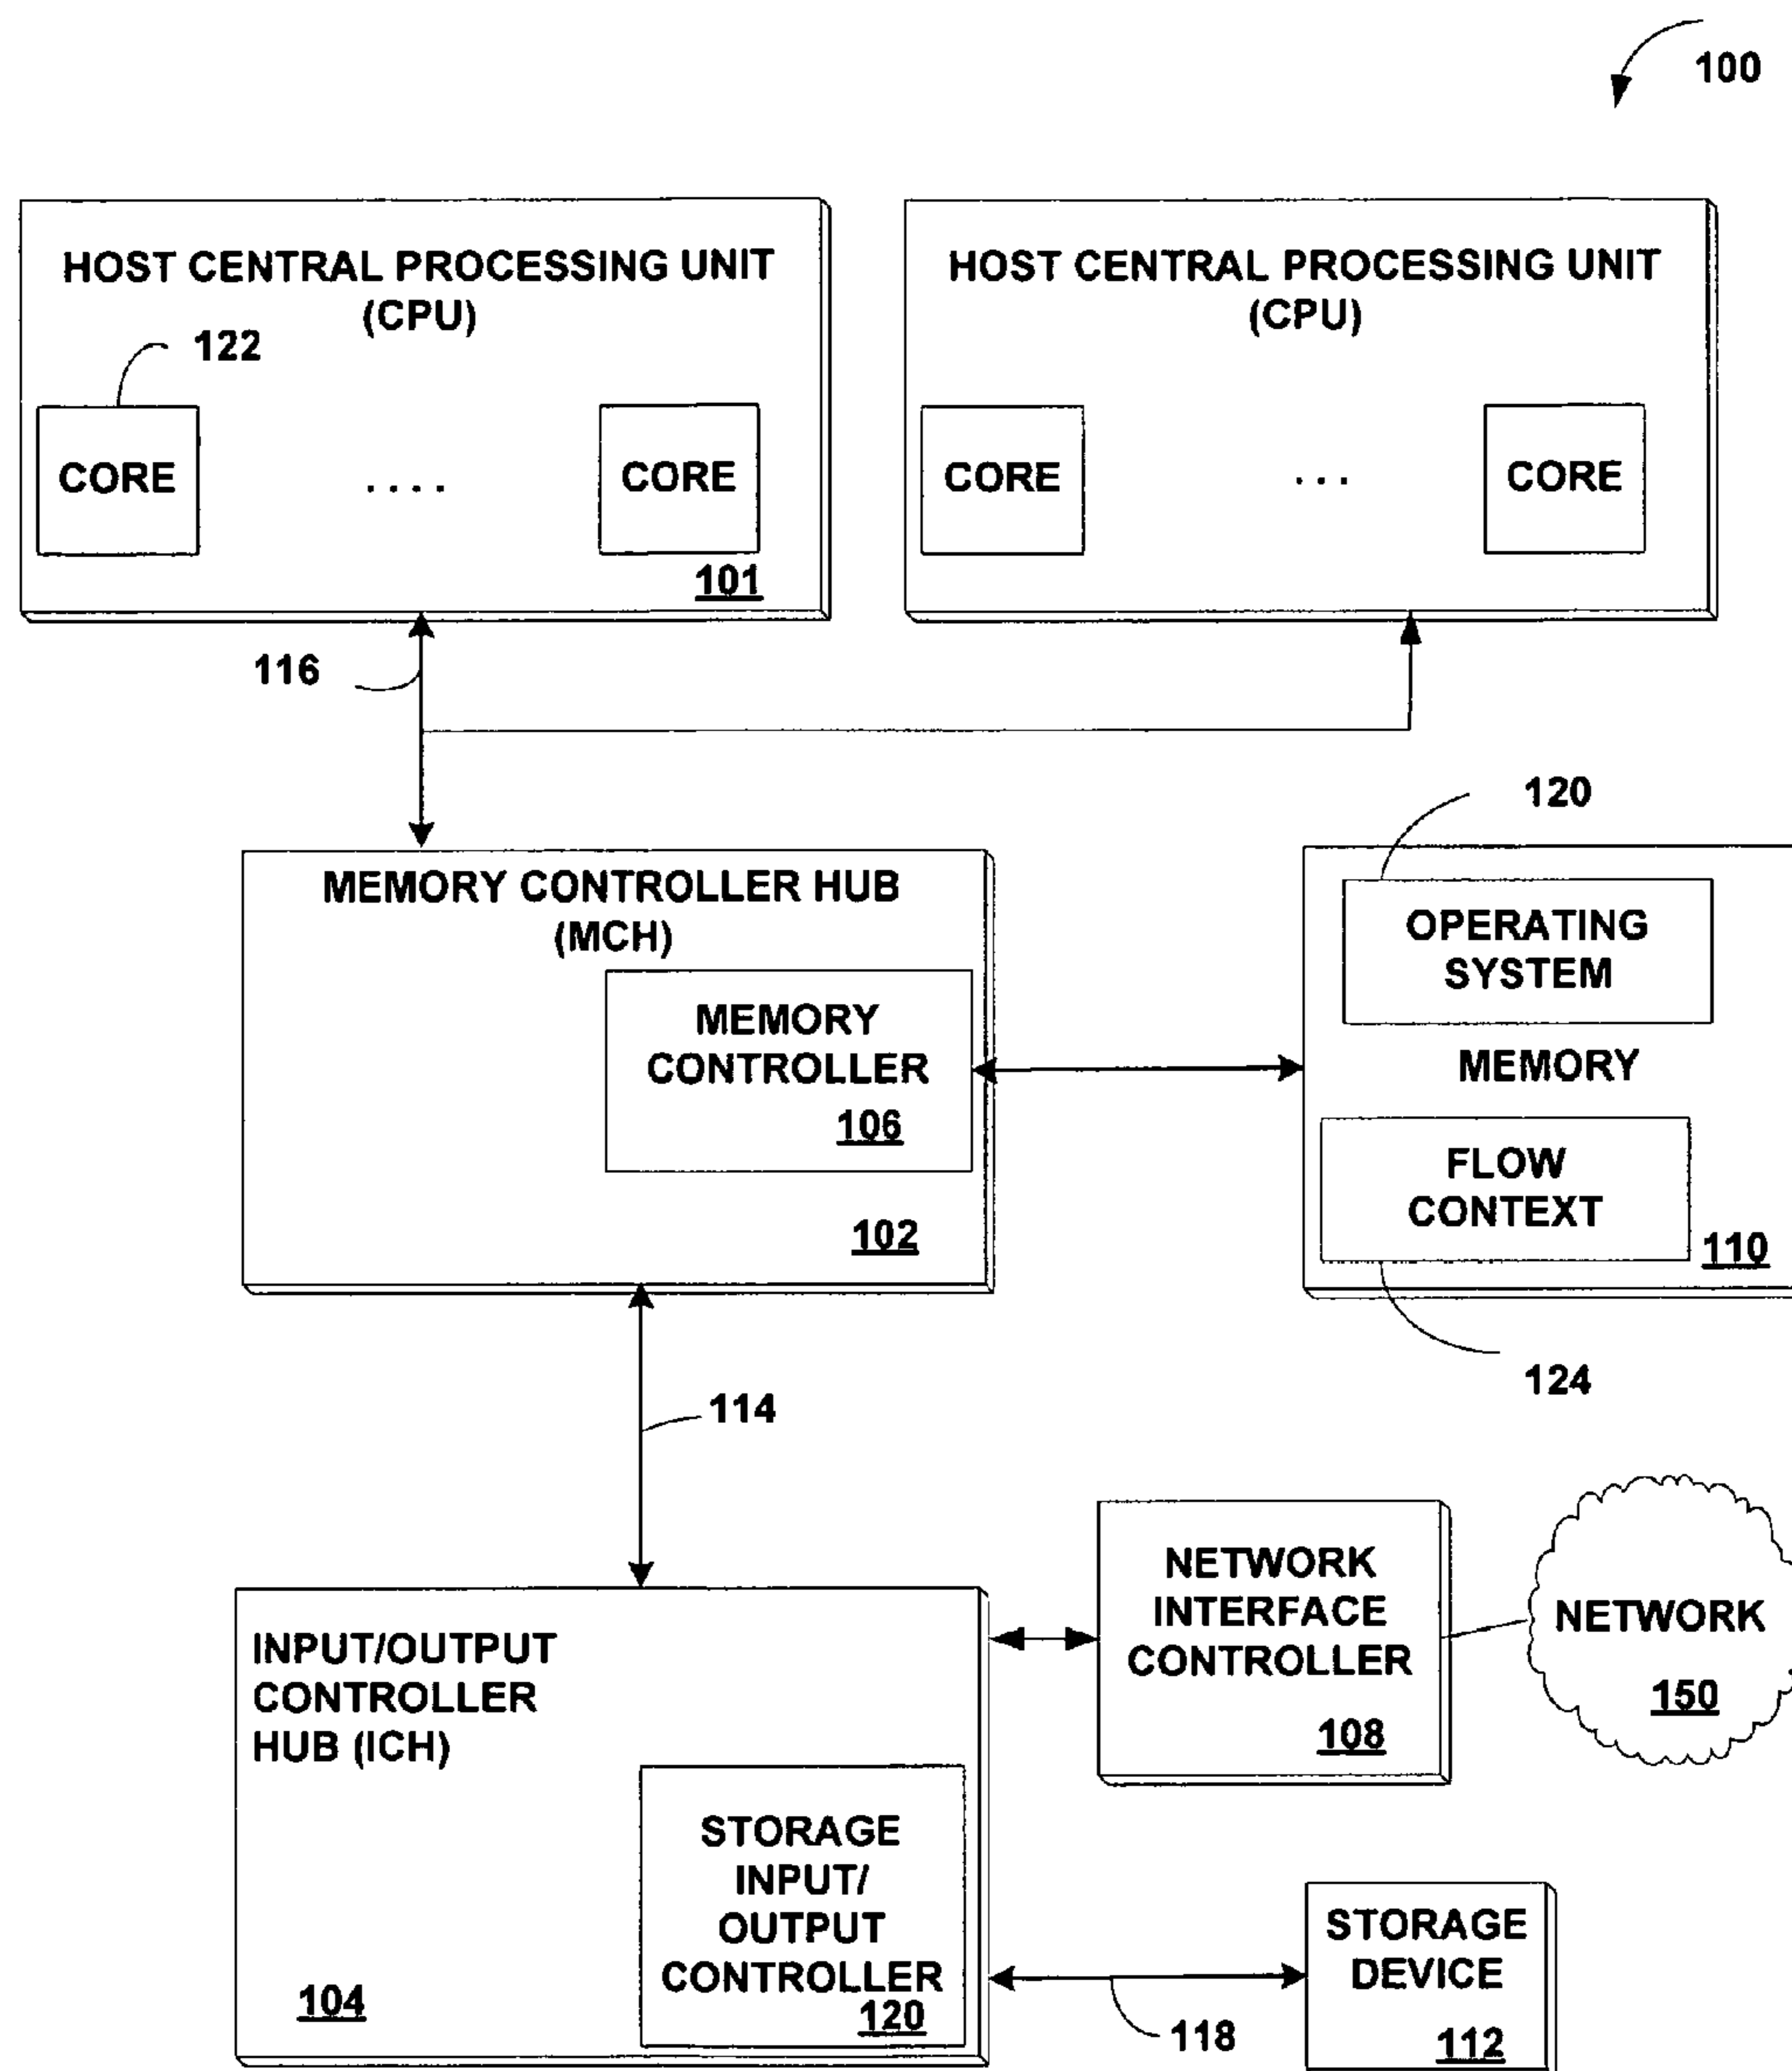 100
HOST CENTRAL PROCESSING UNIT
(CPU)
122
CORE
....
CORE
101
HOST CENTRAL PROCESSING UNIT
(CPU)
CORE
...
CORE
116
MEMORY CONTROLLER HUB
(MCH)
MEMORY
CONTROLLER
106
102
120
OPERATING
SYSTEM
MEMORY
FLOW
CONTEXT
110
124
114
INPUT/OUTPUT
CONTROLLER
HUB (ICH)
STORAGE
INPUT/
OUTPUT
CONTROLLER
120
104
NETWORK
INTERFACE
CONTROLLER
108
NETWORK
150
STORAGE
DEVICE
112
118